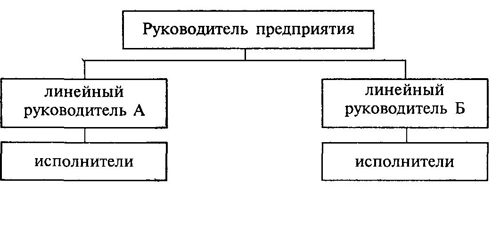 Руководитель предприятия
линейный
руководитель А
линейный
руководитель Б
исполнители
исполнители